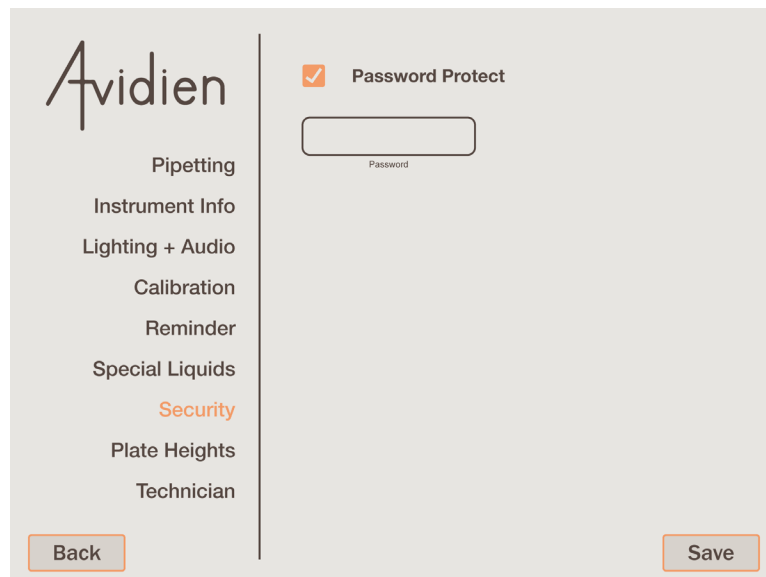 Avidien
Pipetting
Instrument Info
Lighting + Audio
Calibration
Reminder
Special Liquids
Security
Plate Heights
Technician
Back
Password Protect
Password
Save